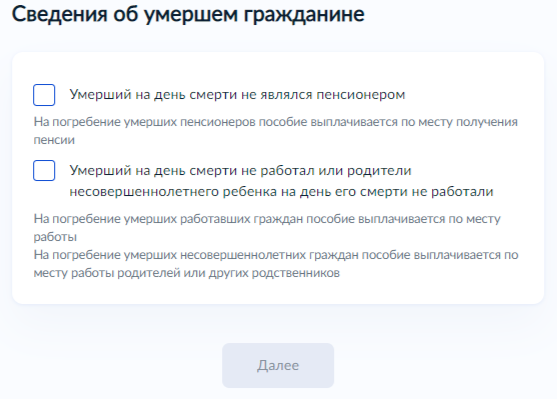 Сведения об умершем гражданине
Умерший на день смерти не являлся пенсионером
На погребение умерших пенсионеров пособие выплачивается по месту получения
пенсии
Умерший на день смерти не работал или родители
несовершеннолетнего ребенка на день его смерти не работали
На погребение умерших работавших граждан пособие выплачивается по месту
работы
На погребение умерших несовершеннолетних граждан пособие выплачивается по
месту работы родителей или других родственников
Далее